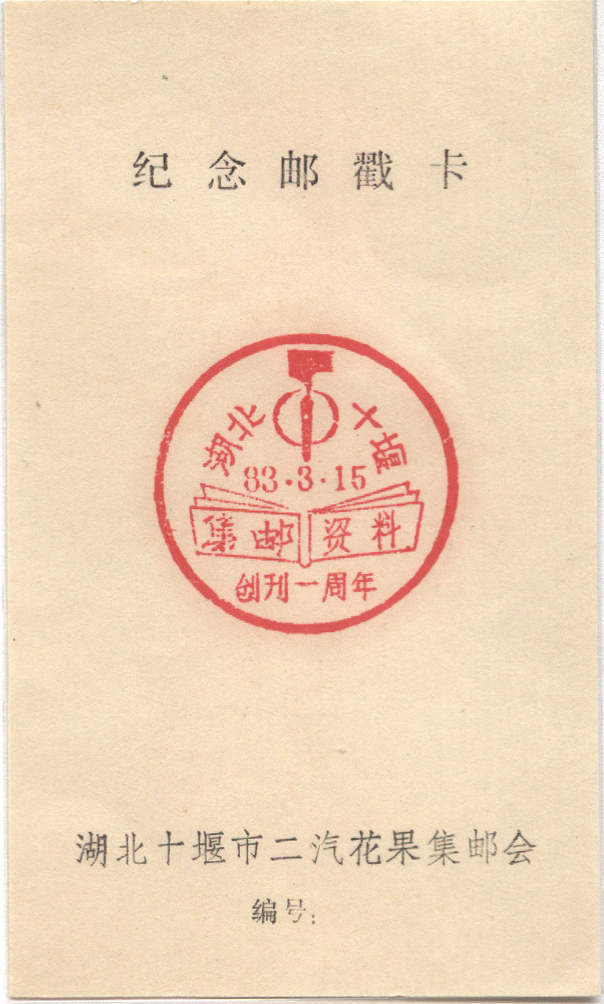 纪念邮戳卡
湖北十堰
83·3·15
集邮资料
创刊一周年
湖北十堰市二汽花果集邮会
编号: